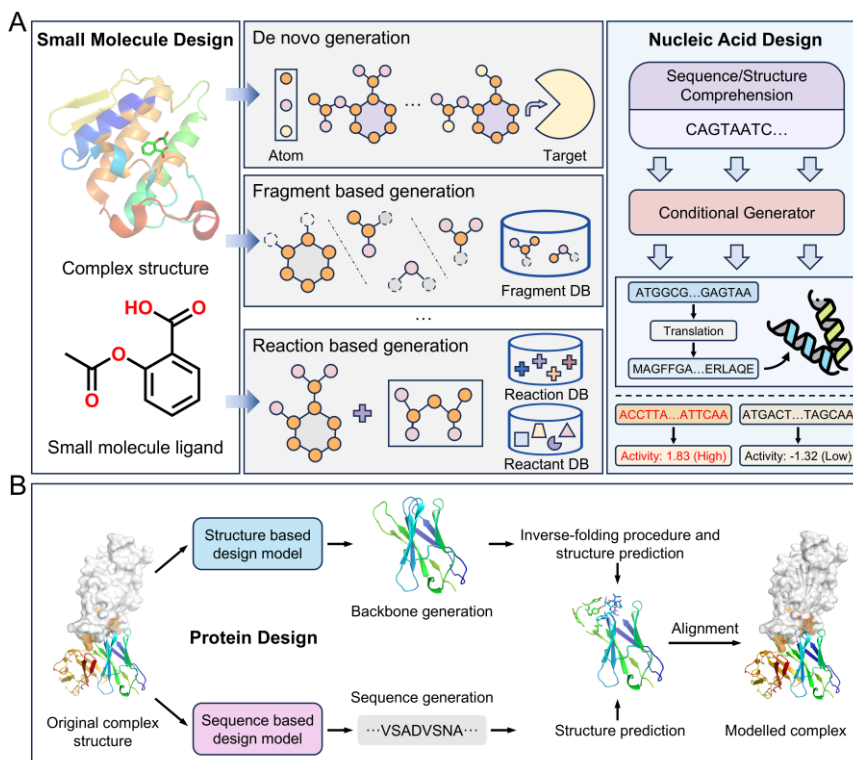 A
Small Molecule Design
Complex structure
HO
O
O
O
Small molecule ligand
De novo generation
Atom
...
Target
Fragment based generation
Fragment DB
...
Reaction based generation
Reaction DB
Reactant DB
Nucleic Acid Design
Sequence/Structure
Comprehension
CAGTAATC...
Conditional Generator
ATGGCG...GAGTAA
Translation
MAGFFGA...ERLAQE
ACCTTA...ATTCAA
ATGACT...TAGCAA
Activity: 1.83 (High)
Activity: -1.32 (Low)
B
Protein Design
Original complex
structure
Structure based
design model
Backbone generation
Inverse-folding procedure and
structure prediction
Sequence based
design model
Sequence generation
...VSADVSNA...
Structure prediction
Alignment
Modelled complex